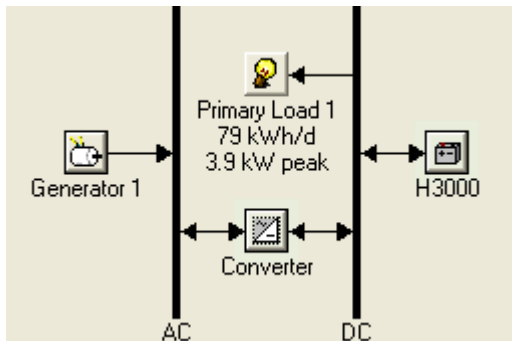 Primary Load 1
79 kWh/d
3.9 kW peak
Generator 1
H3000
Converter
AC
DC